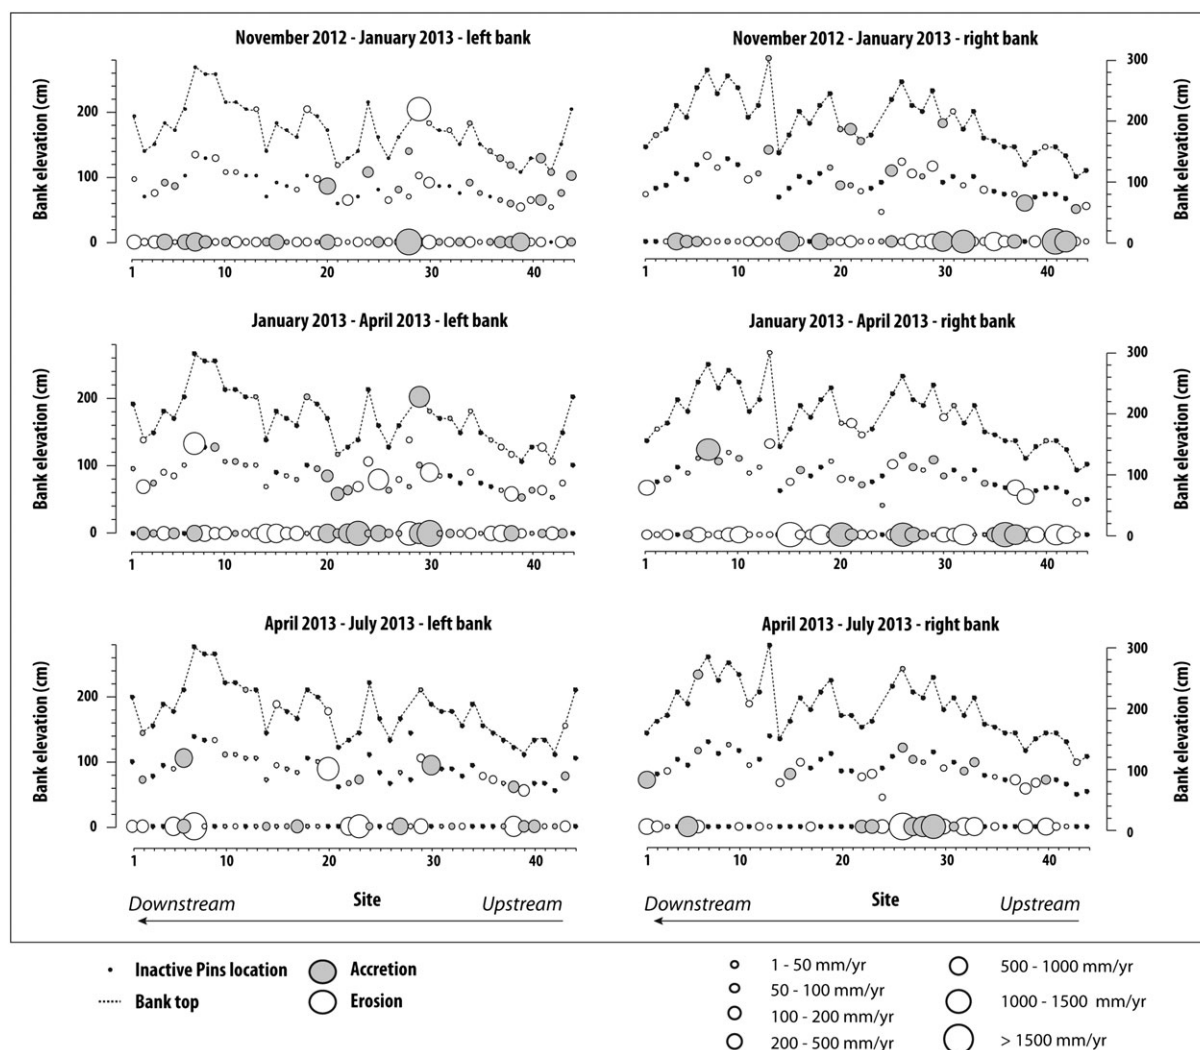 November 2012 - January 2013 - left bank
November 2012 - January 2013 - right bank
Bank elevation (cm)
200
100
0
1 10 20 30 40
1 10 20 30 40
300
200
100
0
Bank elevation (cm)
January 2013 - April 2013 - left bank
January 2013 - April 2013 - right bank
Bank elevation (cm)
200
100
0
1 10 20 30 40
1 10 20 30 40
300
200
100
0
Bank elevation (cm)
April 2013 - July 2013 - left bank
April 2013 - July 2013 - right bank
Bank elevation (cm)
200
100
0
1 10 20 30 40
1 10 20 30 40
300
200
100
0
Bank elevation (cm)
Downstream Site Upstream
Downstream Site Upstream
Inactive Pins location
Bank top
Accretion
Erosion
1 - 50 mm/yr
50 - 100 mm/yr
100 - 200 mm/yr
200 - 500 mm/yr
500 - 1000 mm/yr
1000 - 1500 mm/yr
> 1500 mm/yr